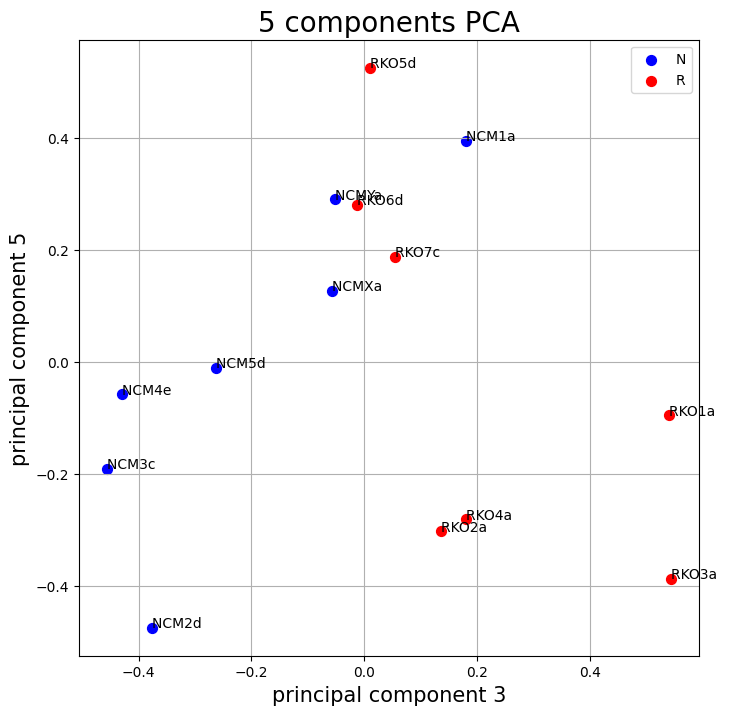 5 components PCA
N
R
RKO5d
NCM1a
NCMYa
RKO6d
RKO7c
NCMXa
NCM5d
NCM4e
RKO1a
NCM3c
RKO4a
RKO2a
RKO3a
NCM2d
0.4
0.2
0.0
−0.2
−0.4
principal component 5
−0.4
−0.2
0.0
0.2
0.4
principal component 3